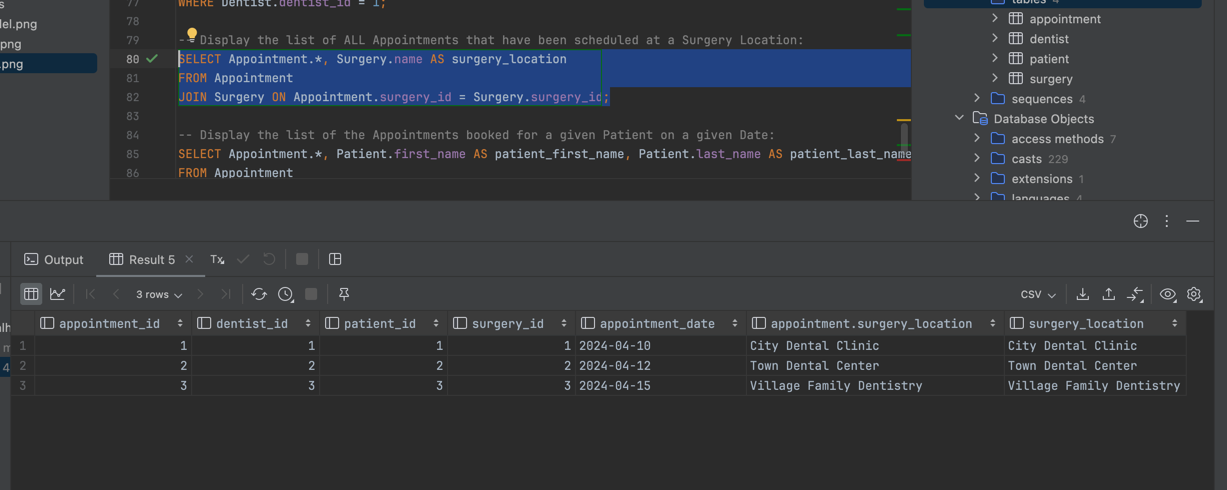 77 WHERE Dentist.dentist_id = 1;
78
79 -- Display the list of ALL Appointments that have been scheduled at a Surgery Location:
80 SELECT Appointment.*, Surgery.name AS surgery_location
81 FROM Appointment
82 JOIN Surgery ON Appointment.surgery_id = Surgery.surgery_id;
83
84 -- Display the list of the Appointments booked for a given Patient on a given Date:
85 SELECT Appointment.*, Patient.first_name AS patient_first_name, Patient.last_name AS patient_last_name
86 FROM Appointment
del.png
png
.png
tables 4
appointment
dentist
patient
surgery
sequences 4
Database Objects
access methods 7
casts 229
extensions 1
languages 4
Output
Result 5
Tx
3 rows
CSV
appointment_id dentist_id patient_id surgery_id appointment_date appointment.surgery_location surgery_location
1 1 1 1 1 2024-04-10 City Dental Clinic City Dental Clinic
2 2 2 2 2 2024-04-12 Town Dental Center Town Dental Center
3 3 3 3 3 2024-04-15 Village Family Dentistry Village Family Dentistry